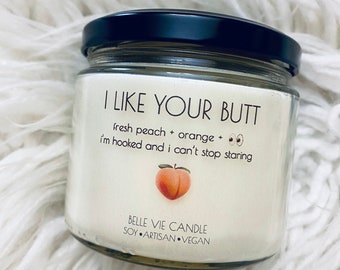 I LIKE YOUR BUTT
fresh peach + orange + 👀
i'm hooked and i can't stop staring
BELLE VIE CANDLE
SOY•ARTISAN•VEGAN